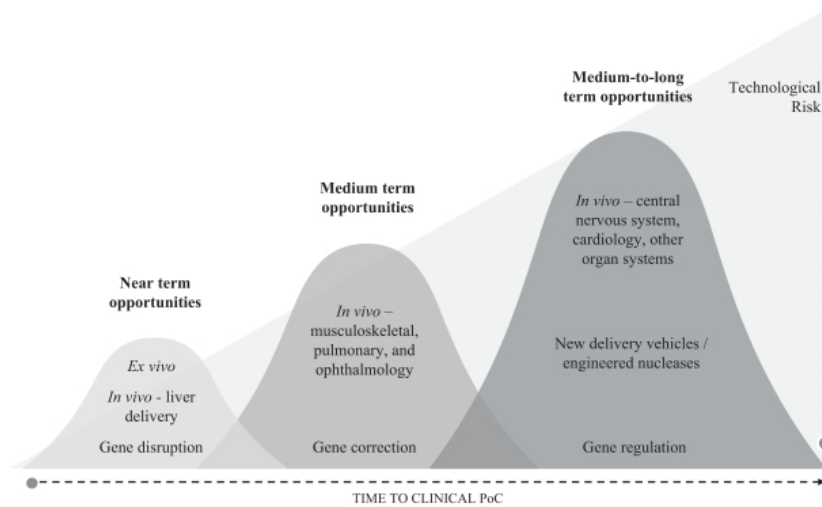 Medium-to-long
term opportunities
Technological
Risk
Medium term
opportunities
In vivo – central
nervous system,
cardiology, other
organ systems
Near term
opportunities
In vivo –
musculoskeletal,
pulmonary, and
ophthalmology
New delivery vehicles /
engineered nucleases
Ex vivo
In vivo - liver
delivery
Gene disruption
Gene correction
Gene regulation
TIME TO CLINICAL PoC